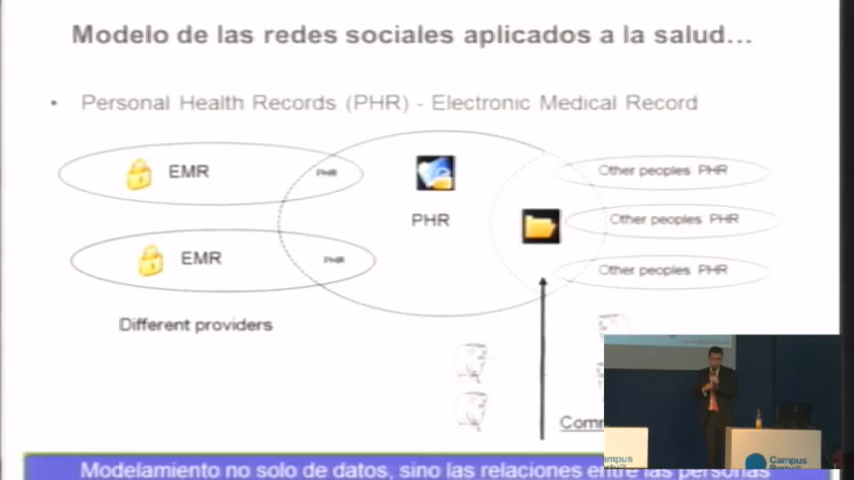 Modelo de las redes sociales aplicados a la salud...
• Personal Health Records (PHR) - Electronic Medical Record
EMR
PHR
PHR
Other peoples PHR
Other peoples PHR
EMR
PHR
Other peoples PHR
Different providers
Modelamiento no solo de datos, sino las relaciones entre las personas
Campus